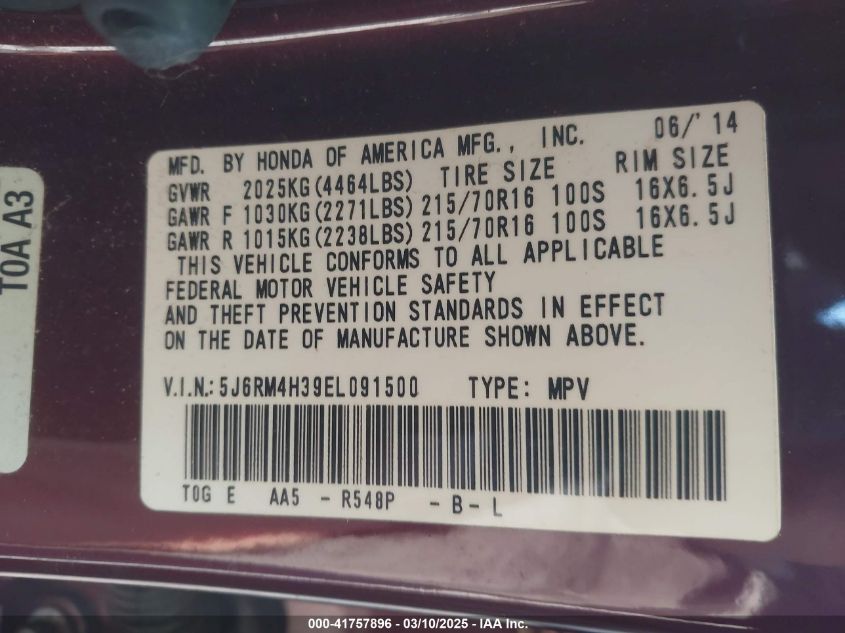 MFD. BY HONDA OF AMERICA MFG., INC. 06/'14
GVWR 2025KG(4464LBS) TIRE SIZE RIM SIZE
GAWR F 1030KG(2271LBS) 215/70R16 100S 16X6.5J
GAWR R 1015KG(2238LBS) 215/70R16 100S 16X6.5J
THIS VEHICLE CONFORMS TO ALL APPLICABLE
FEDERAL MOTOR VEHICLE SAFETY
AND THEFT PREVENTION STANDARDS IN EFFECT
ON THE DATE OF MANUFACTURE SHOWN ABOVE.
V.I.N.: 5J6RM4H39EL091500 TYPE: MPV
TOG E AA5 - R548P - B - L
TOA A3
000-41757896 - 03/10/2025 - IAA Inc.